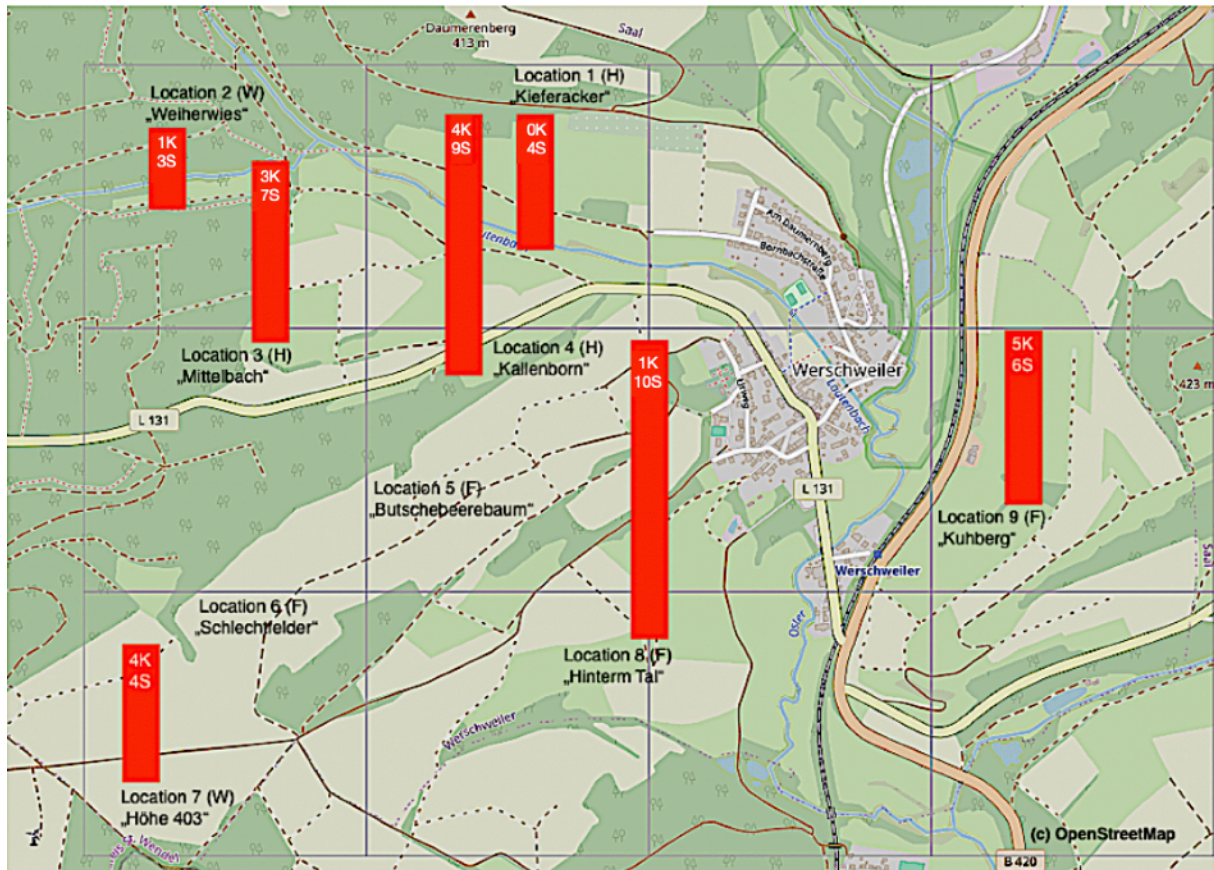 Daumerenberg
413 m
Saal
Location 1 (H)
„Kieferacker“
Location 2 (W)
„Weiherwies“
1K
3S
3K
7S
4K
9S
0K
4S
Am Daumernberg
Bornbachstraße
Location 3 (H)
„Mittelbach“
Location 4 (H)
„Kallenborn“
1K
10S
5K
6S
Werschweiler
423 m
L 131
Lautenbach
Location 5 (F)
„Butschebeerebaum“
L 131
Location 9 (F)
„Kuhberg“
Werschweiler
Saal
Location 6 (F)
„Schlechtfelder“
Oster
4K
4S
Location 8 (F)
„Hinterm Tal“
Werschweiler
Location 7 (W)
„Höhe 403“
(c) OpenStreetMap
B 420